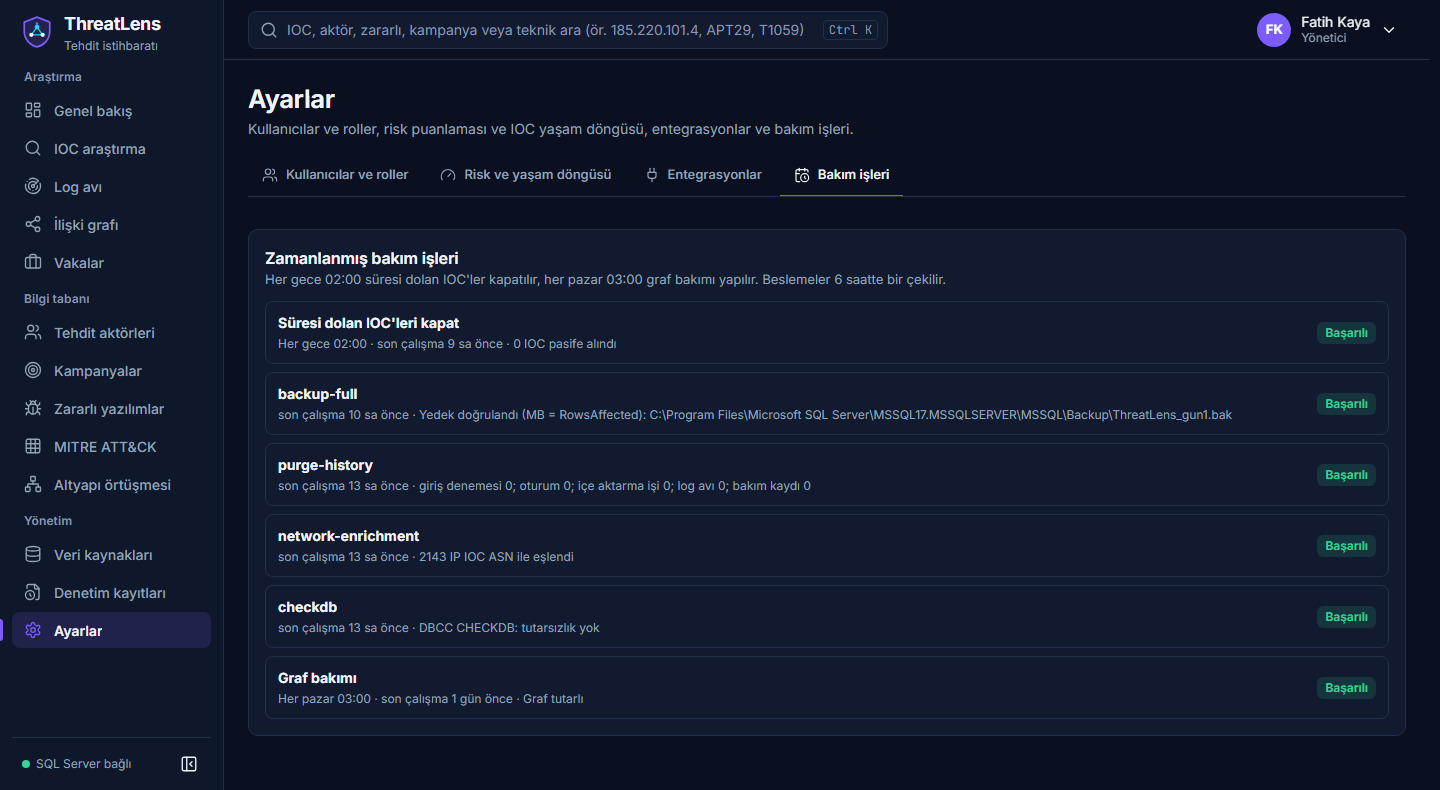 ThreatLens
Tehdit istihbaratı
Araştırma
Genel bakış
IOC araştırma
Log avı
İlişki grafı
Vakalar
Bilgi tabanı
Tehdit aktörleri
Kampanyalar
Zararlı yazılımlar
MITRE ATT&CK
Altyapı örtüşmesi
Yönetim
Veri kaynakları
Denetim kayıtları
Ayarlar
SQL Server bağlı
IOC, aktör, zararlı, kampanya veya teknik ara (ör. 185.220.101.4, APT29, T1059)
Ctrl K
FK
Fatih Kaya
Yönetici
Ayarlar
Kullanıcılar ve roller, risk puanlaması ve IOC yaşam döngüsü, entegrasyonlar ve bakım işleri.
Kullanıcılar ve roller
Risk ve yaşam döngüsü
Entegrasyonlar
Bakım işleri
Zamanlanmış bakım işleri
Her gece 02:00 süresi dolan IOC'ler kapatılır, her pazar 03:00 graf bakımı yapılır. Beslemeler 6 saatte bir çekilir.
Süresi dolan IOC'leri kapat
Her gece 02:00 · son çalışma 9 sa önce · 0 IOC pasife alındı
Başarılı
backup-full
son çalışma 10 sa önce · Yedek doğrulandı (MB = RowsAffected): C:\Program Files\Microsoft SQL Server\MSSQL17.MSSQLSERVER\MSSQL\Backup\ThreatLens_gun1.bak
Başarılı
purge-history
son çalışma 13 sa önce · giriş denemesi 0; oturum 0; içe aktarma işi 0; log avı 0; bakım kaydı 0
Başarılı
network-enrichment
son çalışma 13 sa önce · 2143 IP IOC ASN ile eşlendi
Başarılı
checkdb
son çalışma 13 sa önce · DBCC CHECKDB: tutarsızlık yok
Başarılı
Graf bakımı
Her pazar 03:00 · son çalışma 1 gün önce · Graf tutarlı
Başarılı